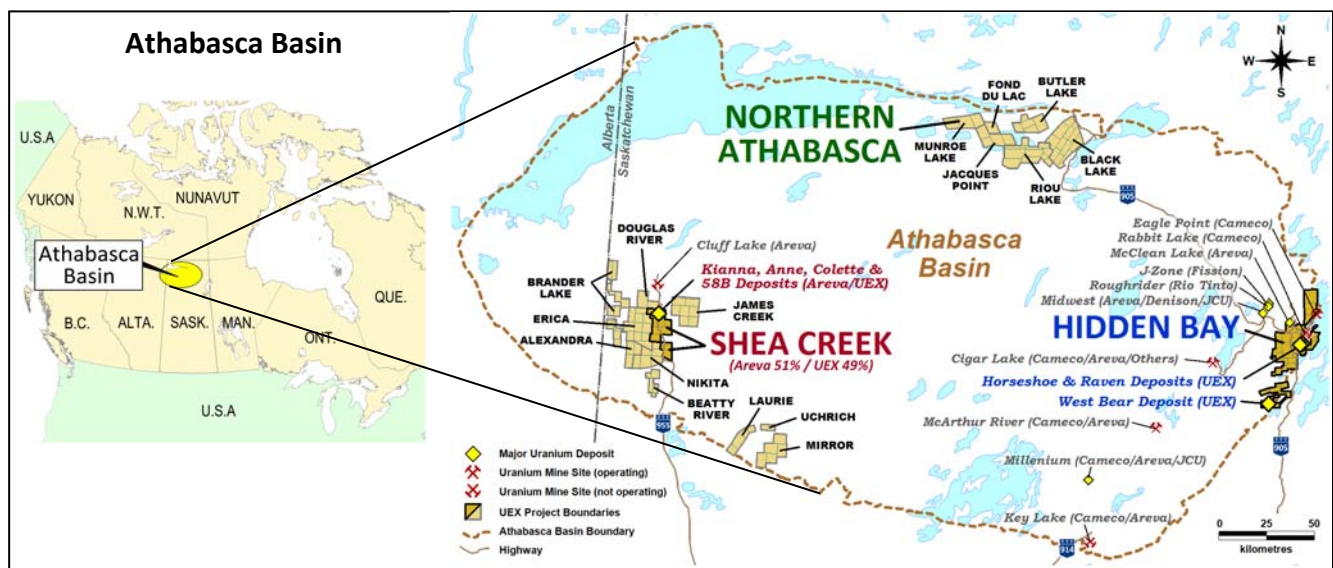 Athabasca Basin
U.S.A
YUKON
N.W.T.
NUNAVUT
Athabasca
Basin
B.C.
ALTA.
SASK.
MAN.
ONT.
QUE.
U.S.A
Alberta
Saskatchewan
N
W
E
S
NORTHERN
ATHABASCA
FOND
DU LAC
BUTLER
LAKE
MUNROE
LAKE
JACQUES
POINT
RIOU
LAKE
BLACK
LAKE
905
Athabasca
Basin
DOUGLAS
RIVER
Cluff Lake (Areva)
Kianna, Anne, Colette &
58B Deposits (Areva/UEX)
BRANDER
LAKE
ERICA
ALEXANDRA
JAMES
CREEK
SHEA CREEK
(Areva 51% / UEX 49%)
NIKITA
BEATTY
RIVER
955
LAURIE
UCHRICH
MIRROR
Eagle Point (Cameco)
Rabbit Lake (Cameco)
McClean Lake (Areva)
J-Zone (Fission)
Roughrider (Rio Tinto)
Midwest (Areva/Denison/JCU)
HIDDEN BAY
Cigar Lake (Cameco/Areva/Others)
Horseshoe & Raven Deposits (UEX)
West Bear Deposit (UEX)
McArthur River (Cameco/Areva)
905
Millenium (Cameco/Areva/JCU)
Key Lake (Cameco/Areva)
914
Major Uranium Deposit
Uranium Mine Site (operating)
Uranium Mine Site (not operating)
UEX Project Boundaries
Athabasca Basin Boundary
Highway
0 25 50
kilometres